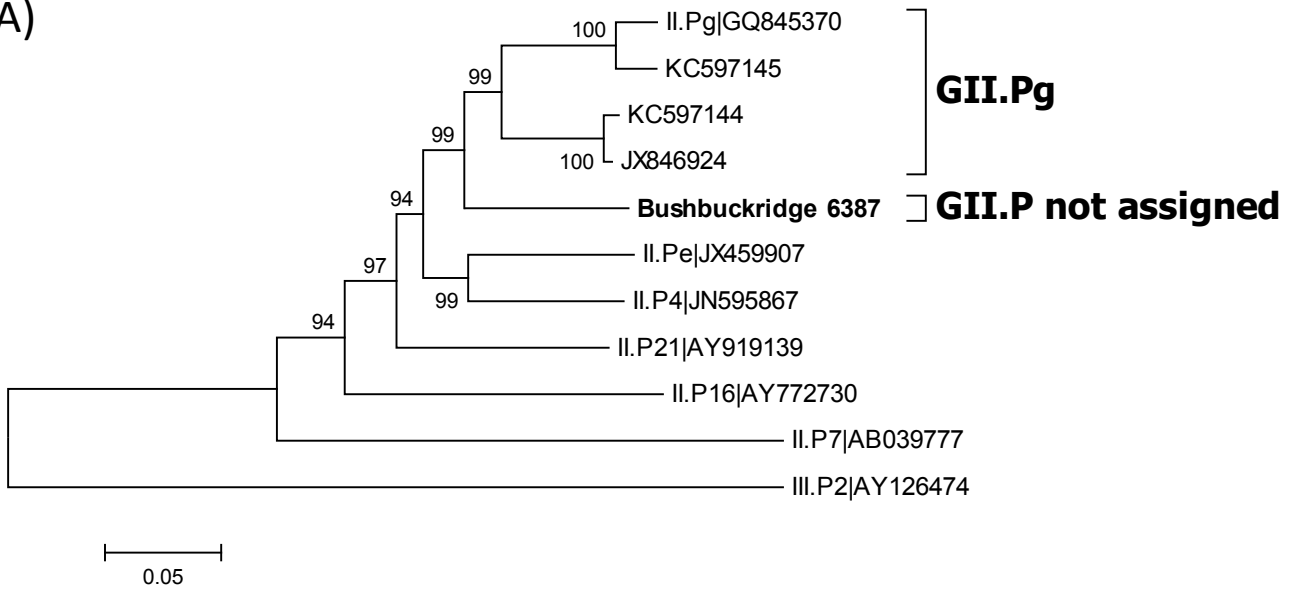 A)
100
II.Pg|GQ845370
KC597145
99
GII.Pg
KC597144
99
100
JX846924
94
Bushbuckridge 6387
GII.P not assigned
II.Pe|JX459907
97
99
II.P4|JN595867
94
II.P21|AY919139
II.P16|AY772730
II.P7|AB039777
III.P2|AY126474
0.05